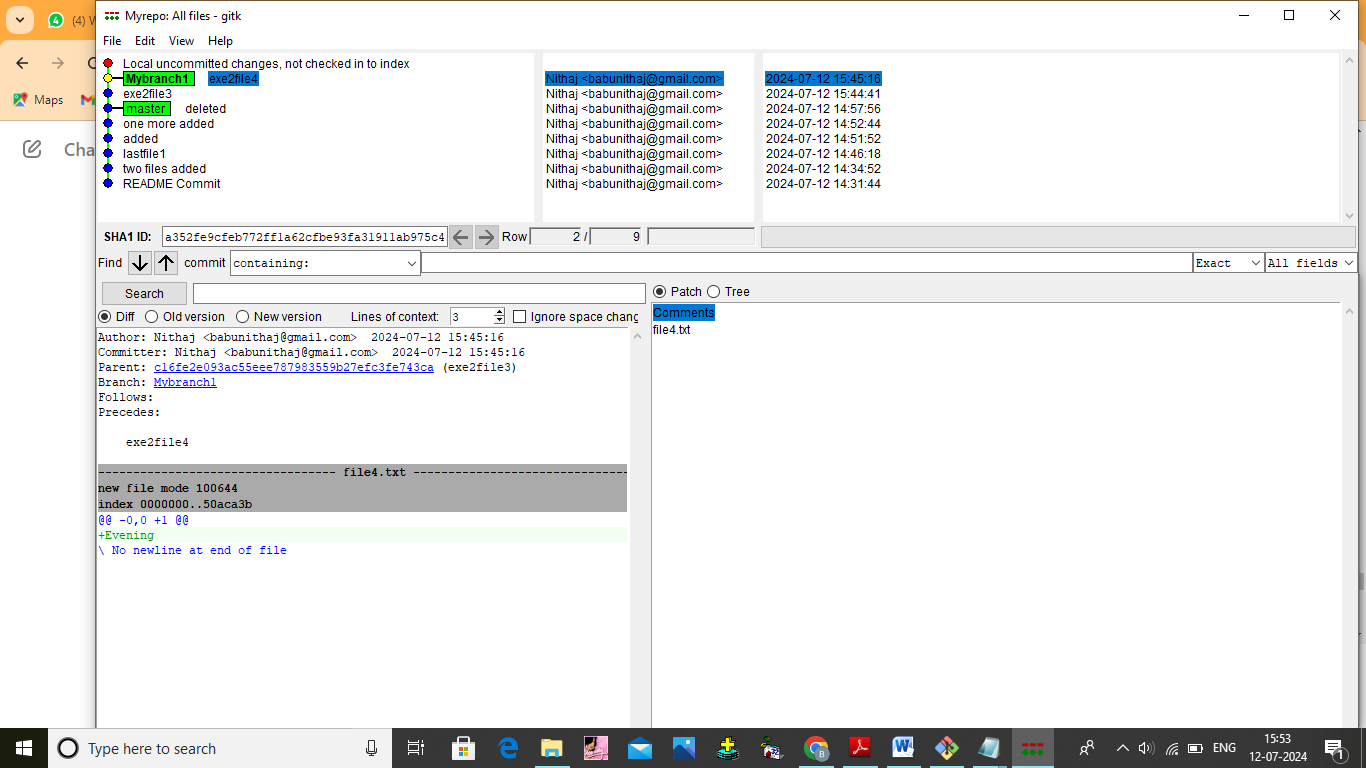 (4) W
Myrepo: All files - gitk
File Edit View Help
Maps
Cha
Local uncommitted changes, not checked in to index
Mybranch1 exe2file4 Nithaj <babunithaj@gmail.com> 2024-07-12 15:45:16
exe2file3 Nithaj <babunithaj@gmail.com> 2024-07-12 15:44:41
master deleted Nithaj <babunithaj@gmail.com> 2024-07-12 14:57:56
one more added Nithaj <babunithaj@gmail.com> 2024-07-12 14:52:44
added Nithaj <babunithaj@gmail.com> 2024-07-12 14:51:52
lastfile1 Nithaj <babunithaj@gmail.com> 2024-07-12 14:46:18
two files added Nithaj <babunithaj@gmail.com> 2024-07-12 14:34:52
README Commit Nithaj <babunithaj@gmail.com> 2024-07-12 14:31:44
SHA1 ID: a352fe9cfeb772ff1a62cfbe93fa31911ab975c4 Row 2 / 9
Find commit containing: Exact All fields
Search
Patch Tree
Diff Old version New version Lines of context: 3 Ignore space chang
Comments
file4.txt
Author: Nithaj <babunithaj@gmail.com> 2024-07-12 15:45:16
Committer: Nithaj <babunithaj@gmail.com> 2024-07-12 15:45:16
Parent: c16fe2e093ac55eee787983559b27efc3fe743ca (exe2file3)
Branch: Mybranch1
Follows:
Precedes:
exe2file4
---------------------------------- file4.txt -------------------------------
new file mode 100644
index 0000000..50aca3b
@@ -0,0 +1 @@
+Evening
\ No newline at end of file
Type here to search
ENG
15:53
12-07-2024
1